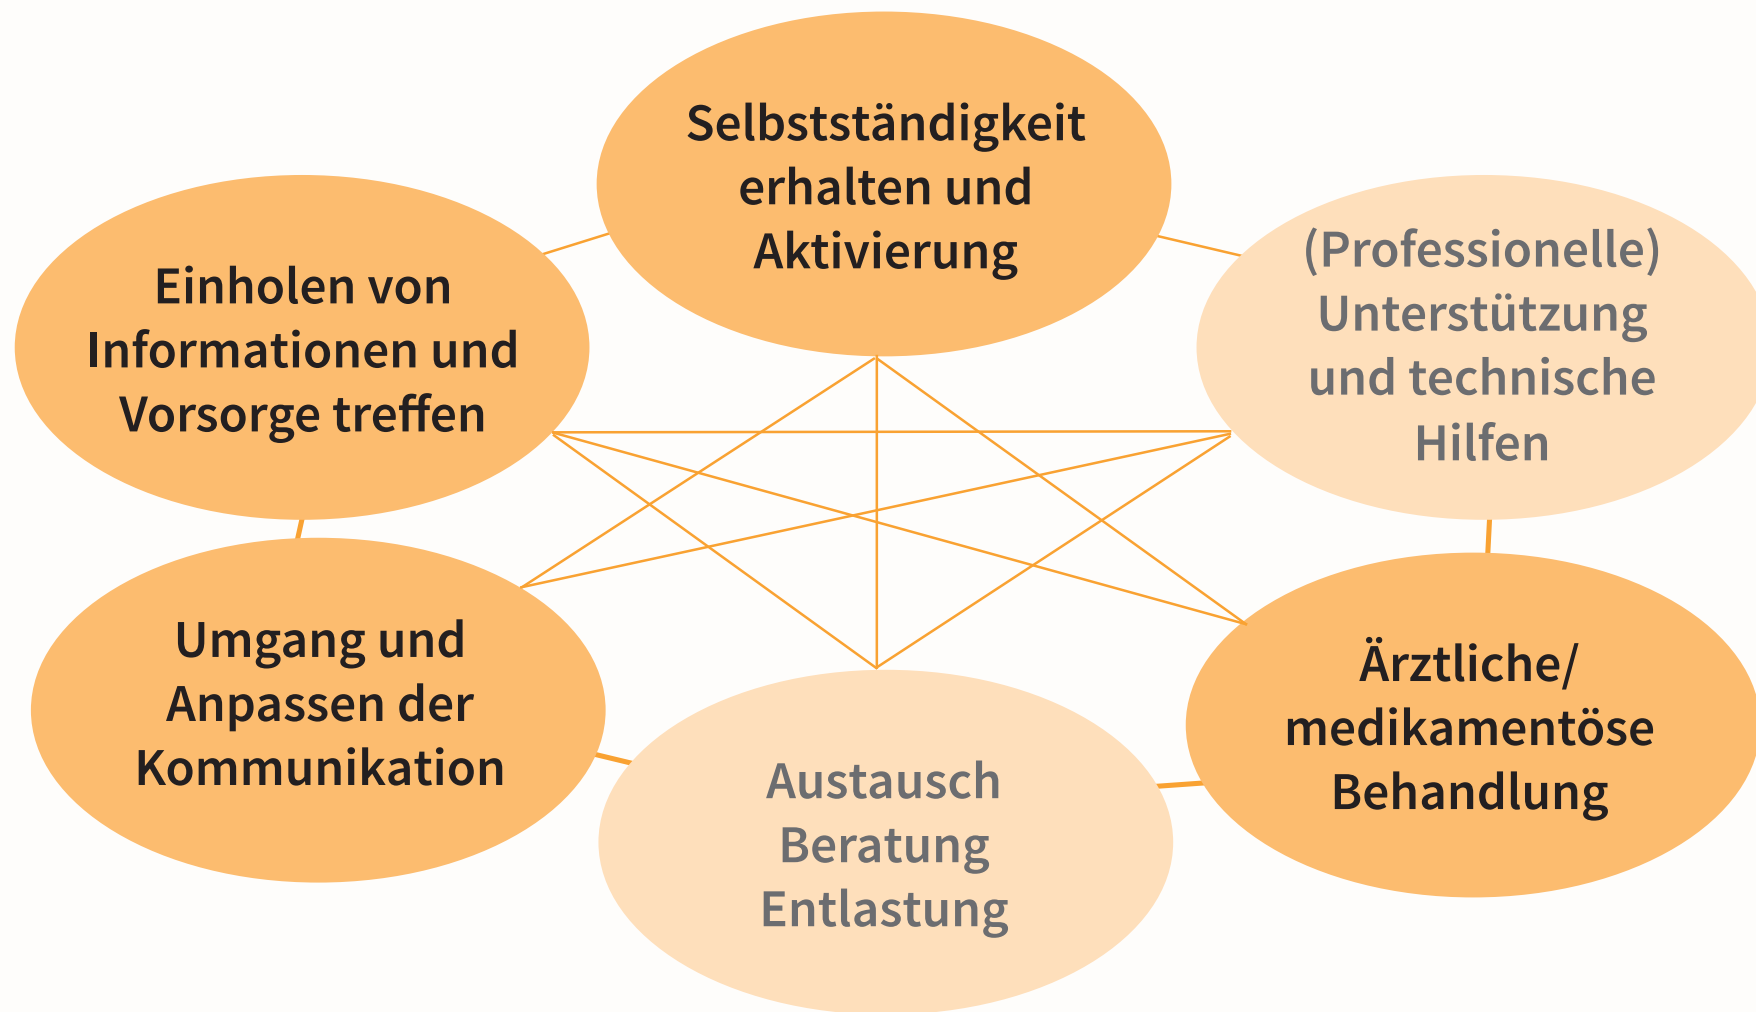 Selbstständigkeit
erhalten und
Aktivierung
(Professionelle)
Unterstützung
und technische
Hilfen
Einholen von
Informationen und
Vorsorge treffen
Umgang und
Anpassen der
Kommunikation
Ärztliche/
medikamentöse
Behandlung
Austausch
Beratung
Entlastung